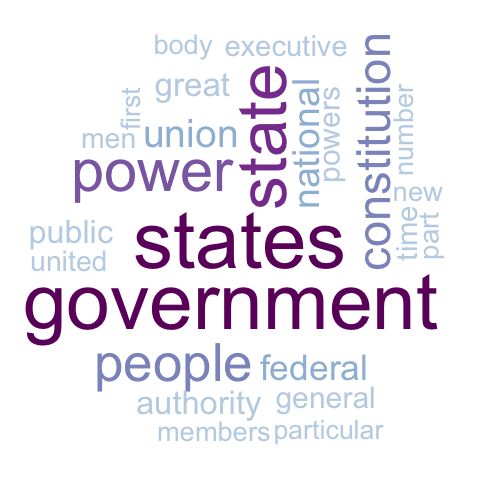 body executive
great
first
state
national
powers
constitution
number
men
union
power
new
time
part
public
states
united
government
people
federal
authority
general
members
particular